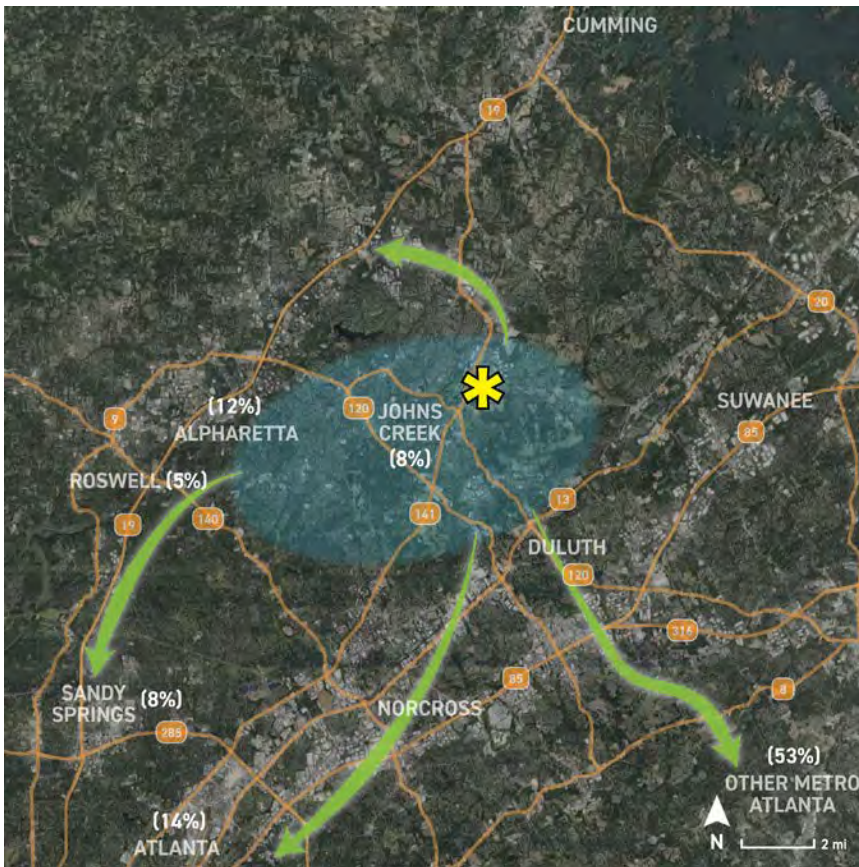 CUMMING
19
20
SUWANEE
85
(12%)
ALPHARETTA
9
120
JOHNS
CREEK
(8%)
ROSWELL (5%)
19
140
141
13
DULUTH
120
316
85
8
SANDY
SPRINGS (8%)
285
NORCROSS
(53%)
OTHER METRO
ATLANTA
(14%)
ATLANTA
N
2 mi